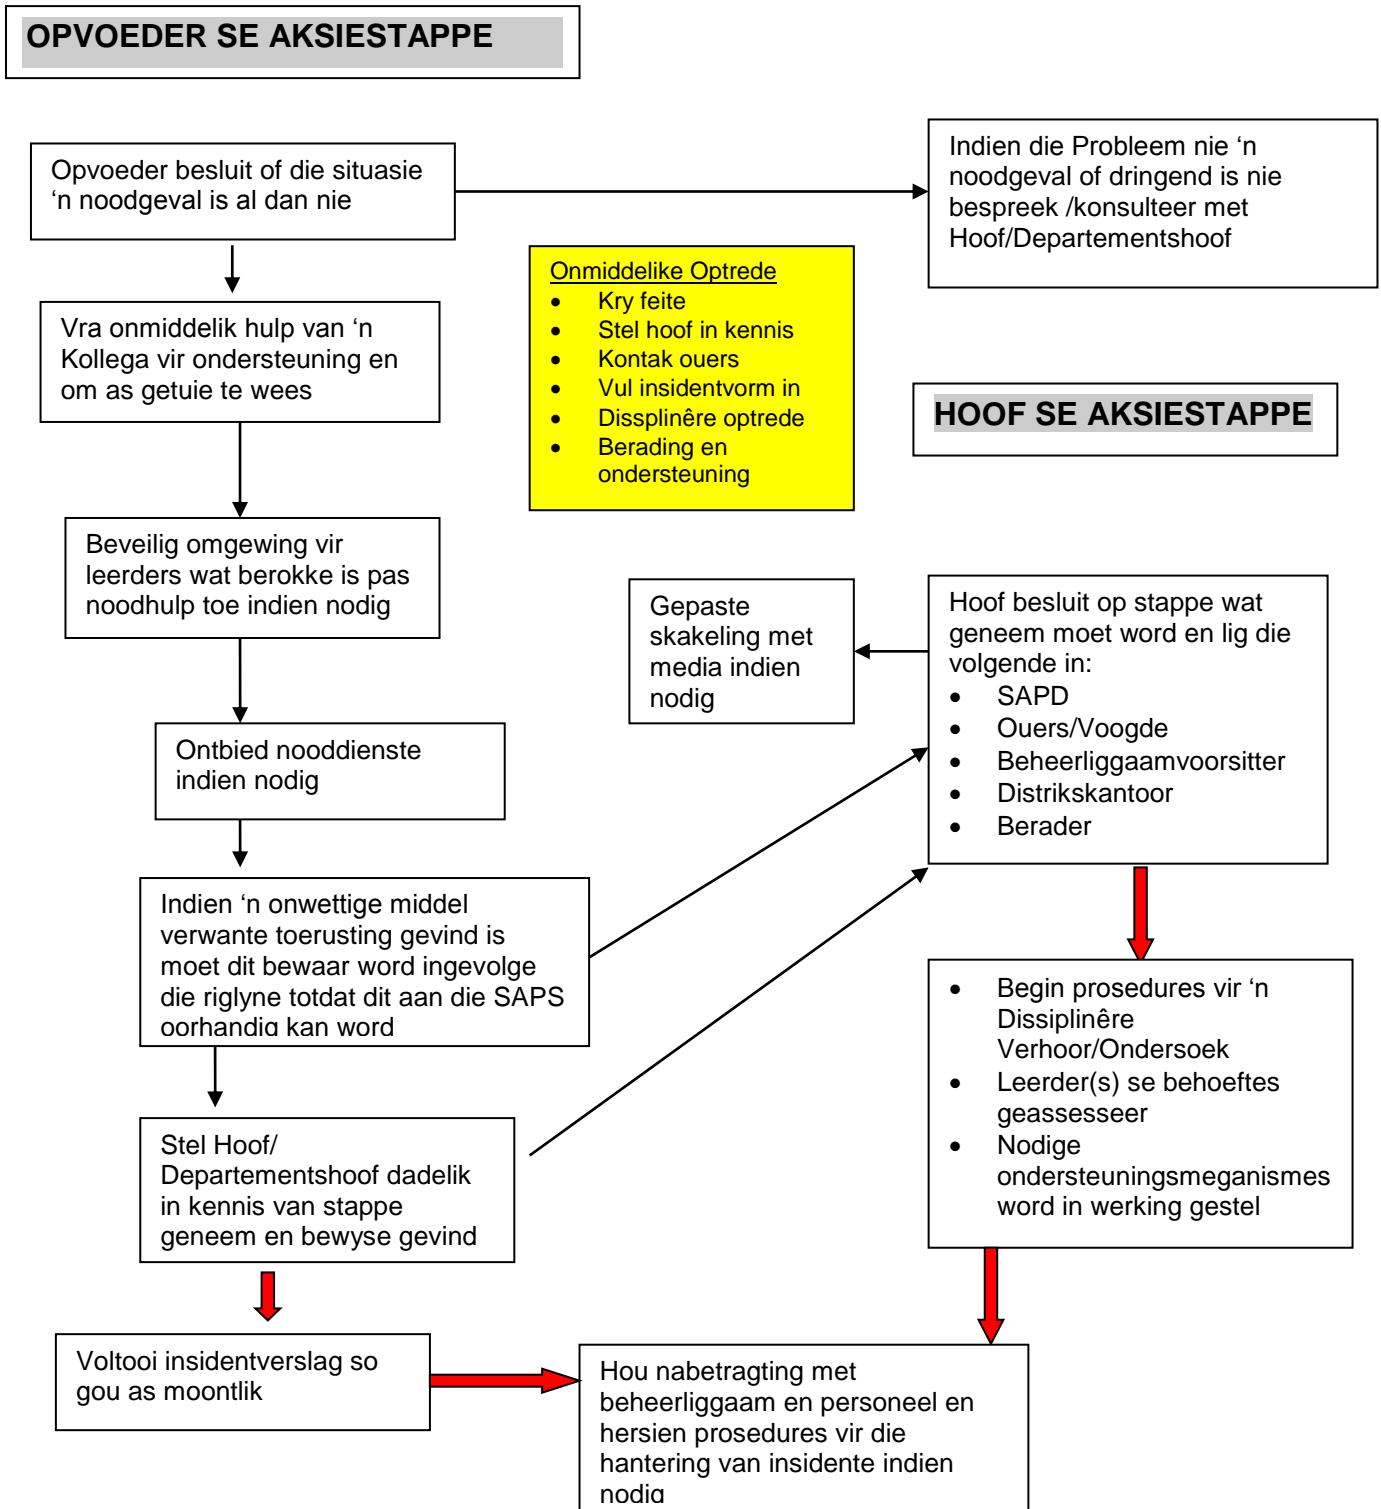 OPVOEDER SE AKSIESTAPPE
Opvoeder besluit of die situasie
‘n noodgeval is al dan nie
Indien die Probleem nie ‘n
noodgeval of dringend is nie
bespreek /konsulteer met
Hoof/Departementshoof
Vra onmiddelik hulp van ‘n
Kollega vir ondersteuning en
om as getuie te wees
Onmiddelike Optrede
• Kry feite
• Stel hoof in kennis
• Kontak ouers
• Vul insidentvorm in
• Dissplinêre optrede
• Berading en
ondersteuning
HOOF SE AKSIESTAPPE
Beveilig omgewing vir
leerders wat berokke is pas
noodhulp toe indien nodig
Gepaste
skakeling met
media indien
nodig
Hoof besluit op stappe wat
geneem moet word en lig die
volgende in:
• SAPD
• Ouers/Voogde
• Beheerliggaamvoorsitter
• Distrikskantoor
• Berader
Ontbied nooddienste
indien nodig
Indien ‘n onwettige middel
verwante toerusting gevind is
moet dit bewaar word ingevolge
die riglyne totdat dit aan die SAPS
oorhandig kan word
• Begin prosedures vir ‘n
Dissiplinêre
Verhoor/Ondersoek
• Leerder(s) se behoeftes
geassesseer
• Nodige
ondersteuningsmeganismes
word in werking gestel
Stel Hoof/
Departementshoof dadelik
in kennis van stappe
geneem en bewyse gevind
Voltooi insidentverslag so
gou as moontlik
Hou nabetragting met
beheerliggaam en personeel en
hersien prosedures vir die
hantering van insidente indien
nodig